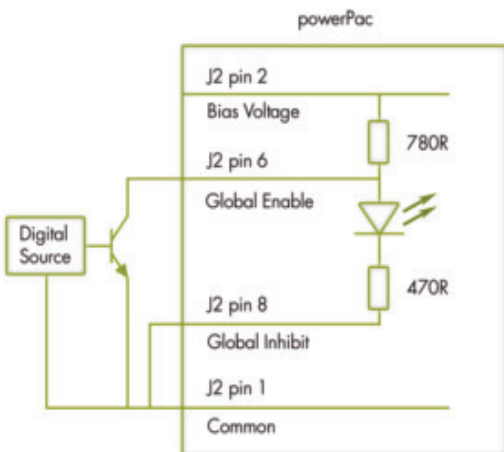 powerPac
J2 pin 2
Bias Voltage
780R
J2 pin 6
Global Enable
Digital
Source
470R
J2 pin 8
Global Inhibit
J2 pin 1
Common